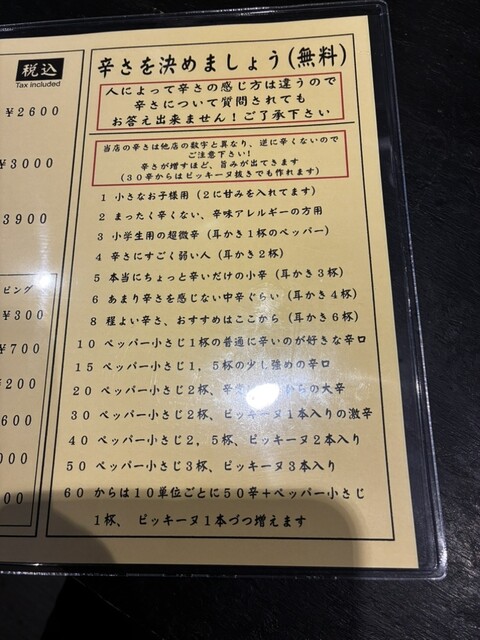 税込
Tax included
¥2600
¥3000
3900
ピング
¥300
¥700
¥200
600
000
00
辛さを決めましょう(無料)
人によって辛さの感じ方は違うので
辛さについて質問されても
お答え出来ません!ご了承下さい
当店の辛さは他店の数字と異なり、逆に辛くないので
ご注意下さい!
辛さが増すほど、旨みが出てきます
(30辛からはピッキーヌ抜きでも作れます)
1 小さなお子様用(2に甘みを入れてます)
2 まったく辛くない、辛味アレルギーの方用
3 小学生用の超微辛(耳かき1杯のペッパー)
4 辛さにすごく弱い人(耳かき2杯)
5 本当にちょっと辛いだけの小辛(耳かき3杯)
6 あまり辛さを感じない中辛ぐらい(耳かき4杯)
8 程よい辛さ、おすすめはここから(耳かき6杯)
10 ペッパー小さじ1杯の普通に辛いのが好きな辛口
15 ペッパー小さじ1,5杯の少し強めの辛口
20 ペッパー小さじ2杯、辛 からの大辛
30 ペッパー小さじ2杯、ピッキーヌ1本入りの激辛
40 ペッパー小さじ2,5杯、ピッキーヌ2本入り
50 ペッパー小さじ3杯、ピッキーヌ3本入り
60 からは10単位ごとに50辛+ペッパー小さじ
1杯、ピッキーヌ1本づつ増えます